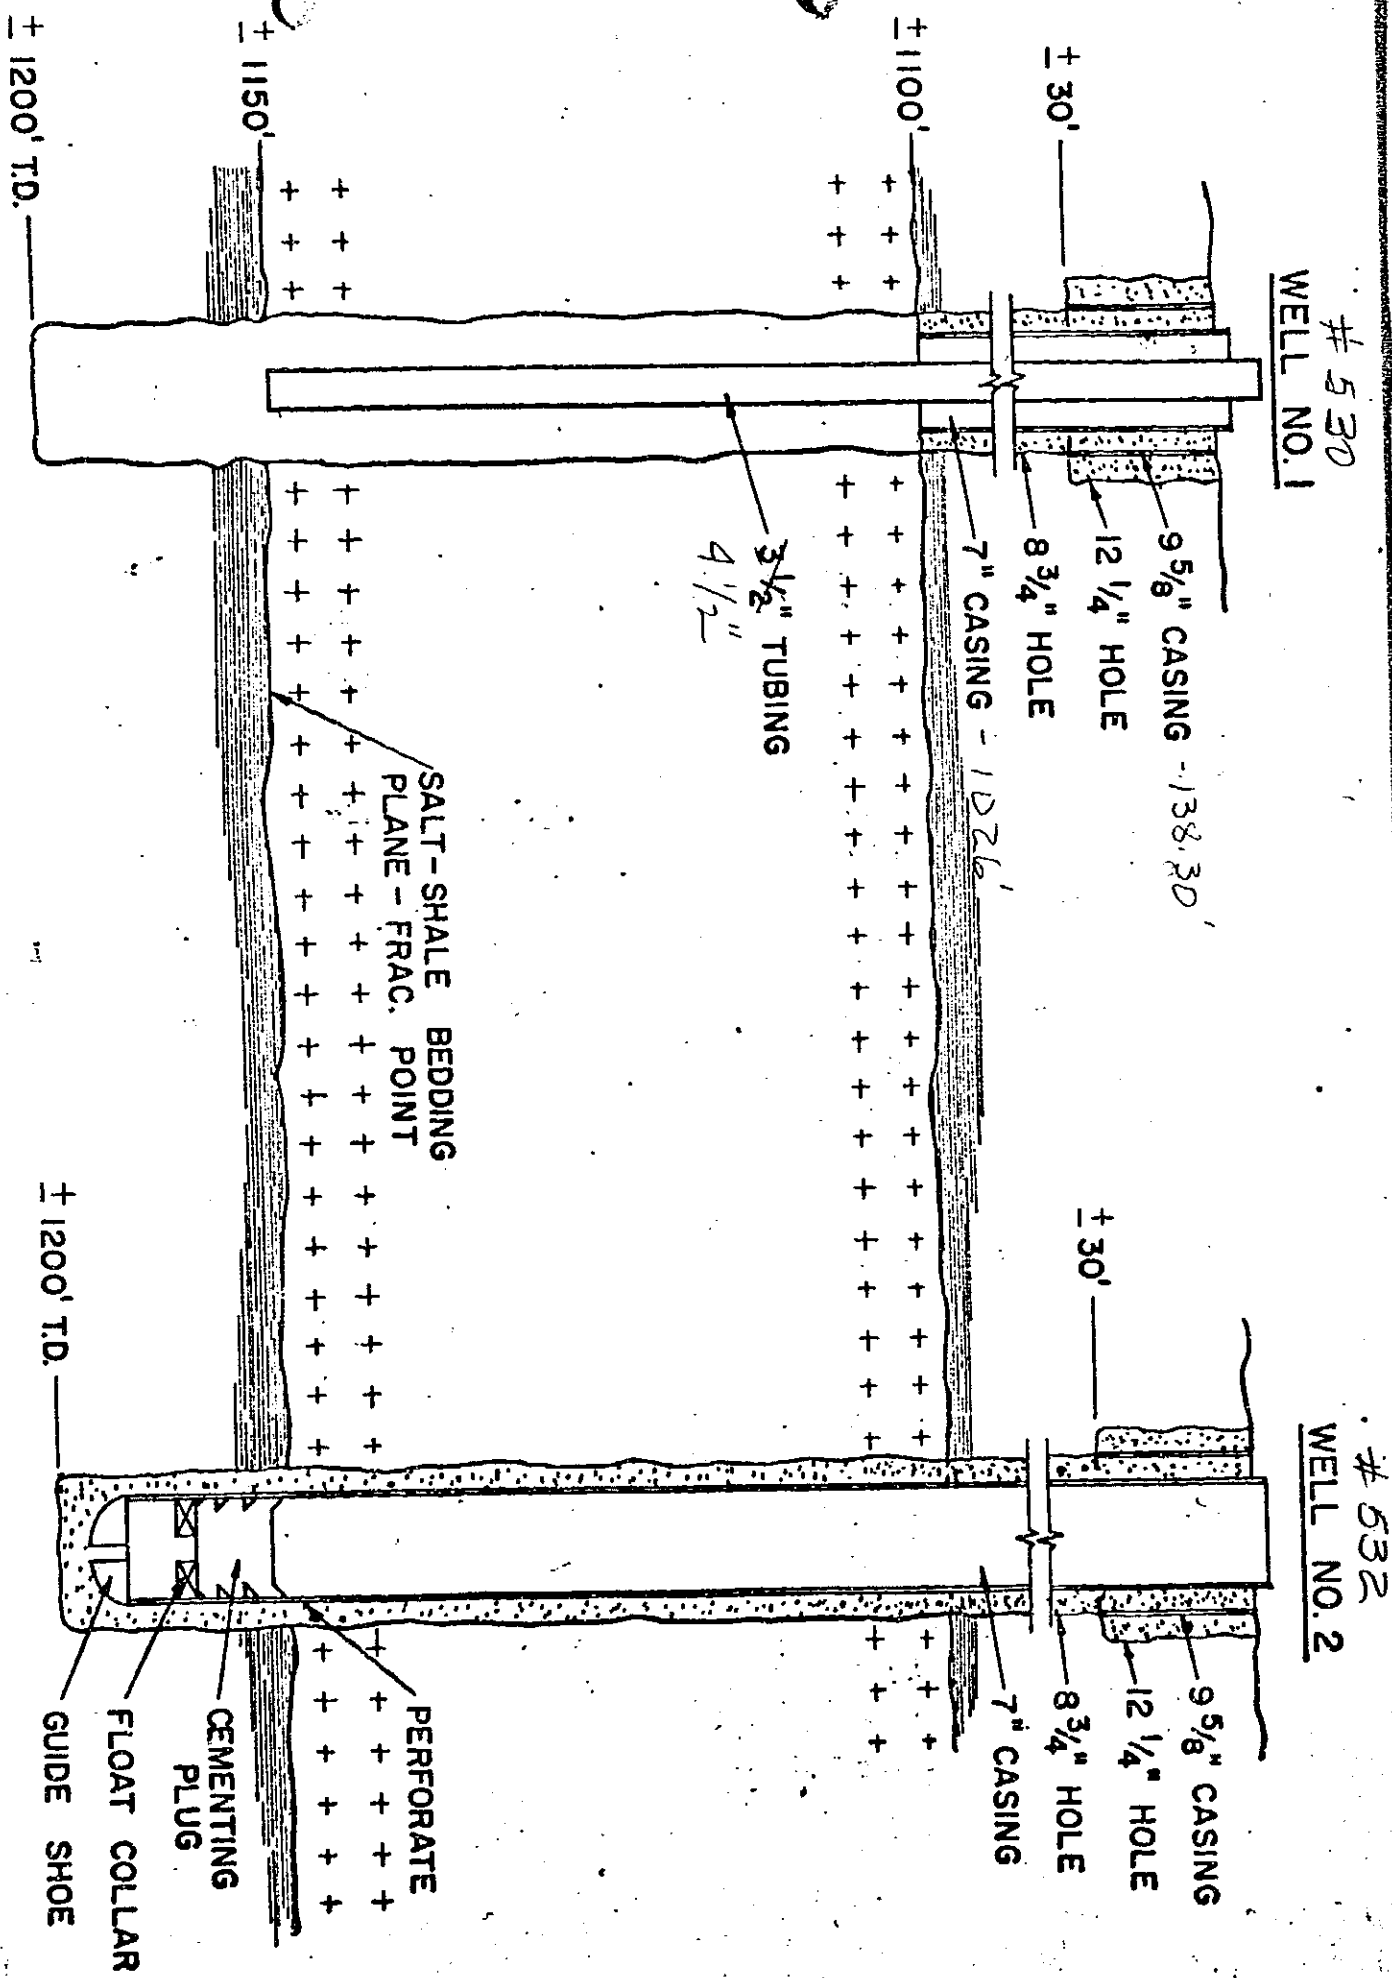 # 530
WELL NO. 1
# 532
WELL NO. 2
± 30'
9 5/8" CASING - 138.30'
12 1/4" HOLE
8 3/4" HOLE
7" CASING - 1026'
± 1100'
3 1/2" TUBING
4 1/2"
SALT-SHALE BEDDING
PLANE - FRAC. POINT
± 1150'
± 1200' T.D.
± 30'
9 5/8" CASING
12 1/4" HOLE
8 3/4" HOLE
7" CASING
PERFORATE
CEMENTING
PLUG
FLOAT COLLAR
GUIDE SHOE
± 1200' T.D.